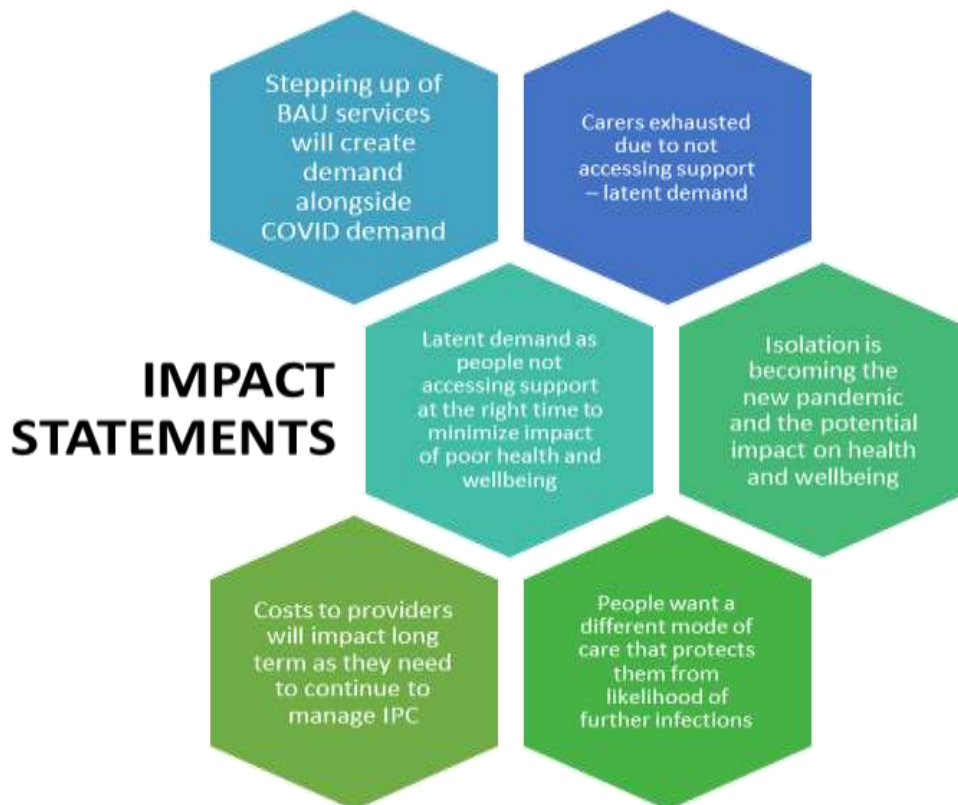 Stepping up of
BAU services
will create
demand
alongside
COVID demand
Carers exhausted
due to not
accessing support
– latent demand
IMPACT
STATEMENTS
Latent demand as
people not
accessing support
at the right time to
minimize impact
of poor health and
wellbeing
Isolation is
becoming the
new pandemic
and the potential
impact on health
and wellbeing
Costs to providers
will impact long
term as they need
to continue to
manage IPC
People want a
different mode of
care that protects
them from
likelihood of
further infections